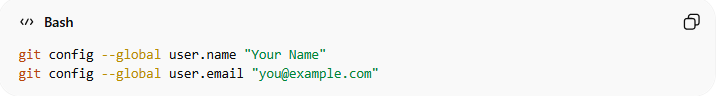 Bash
git config --global user.name "Your Name"
git config --global user.email "you@example.com"